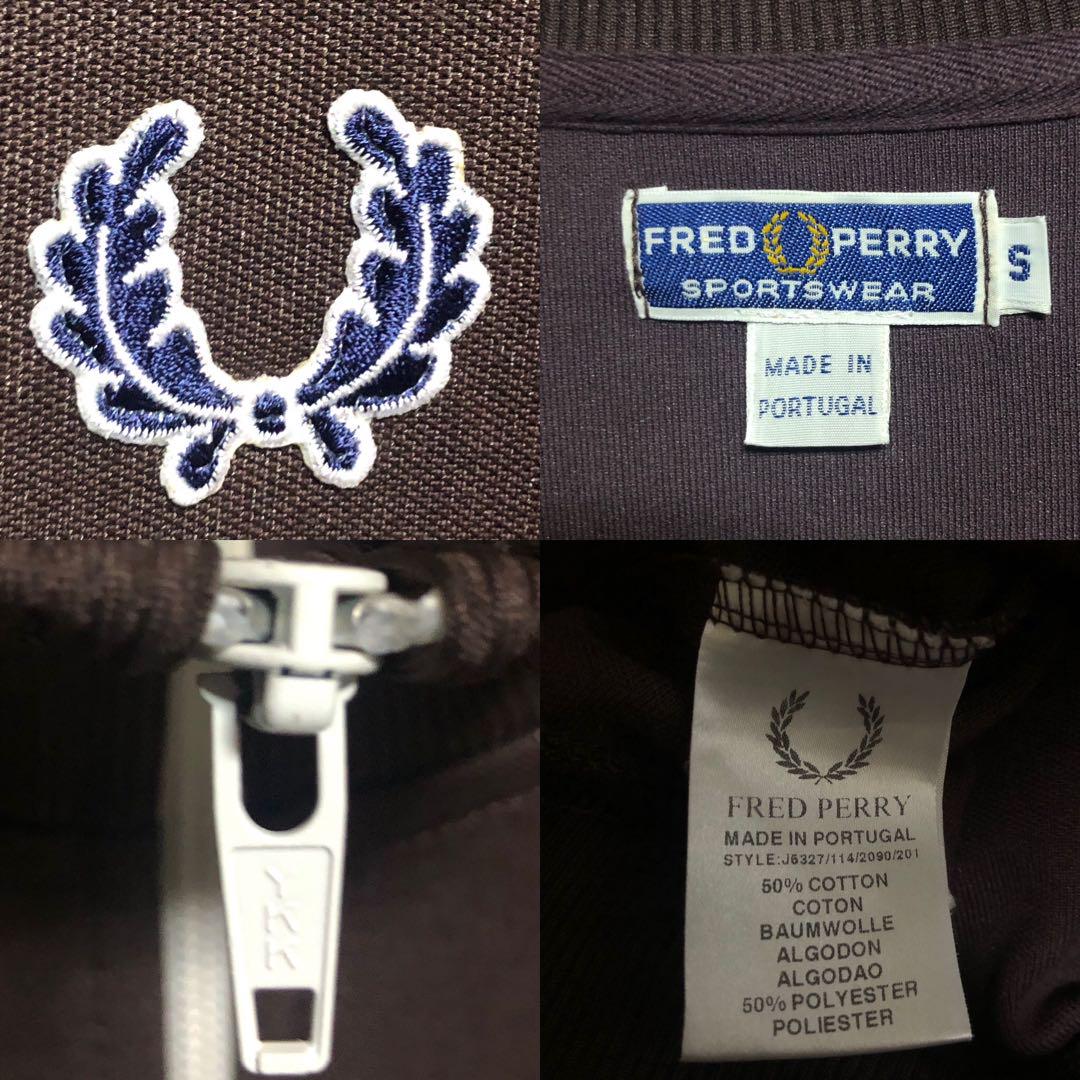 FRED PERRY
SPORTSWEAR
S
MADE IN
PORTUGAL
YKK
FRED PERRY
MADE IN PORTUGAL
STYLE:J6327/114/2090/201
50% COTTON
COTON
BAUMWOLLE
ALGODON
ALGODAO
50% POLYESTER
POLIESTER